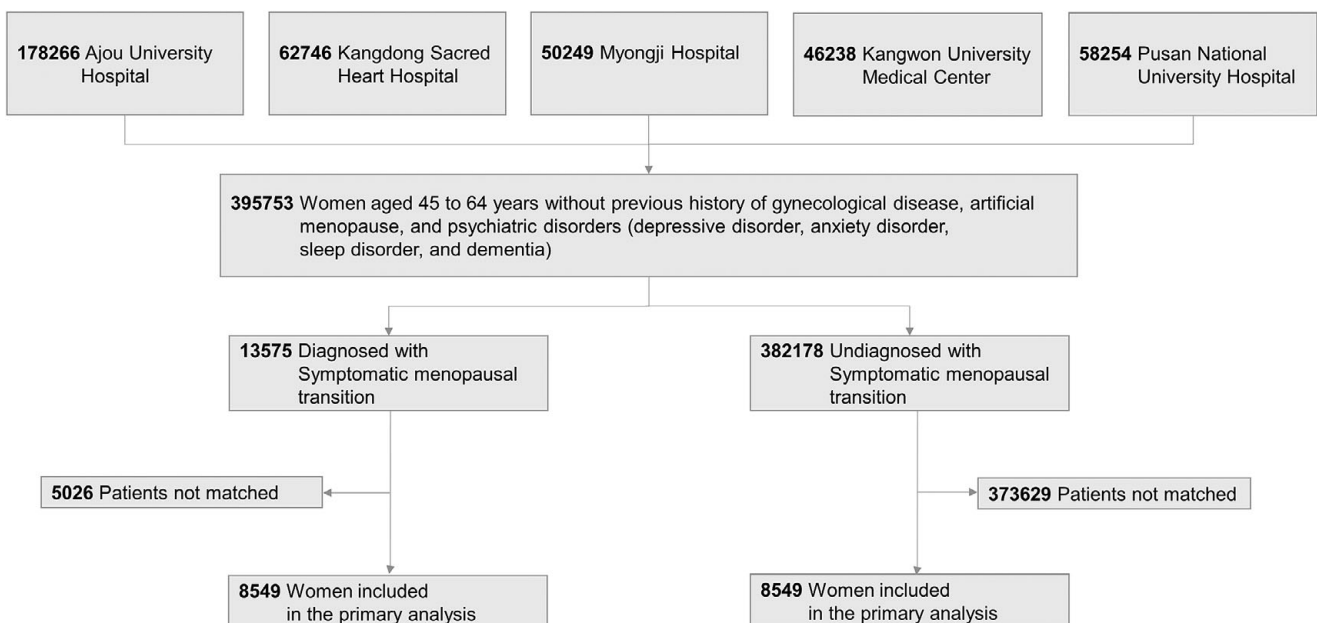 178266 Ajou University
Hospital
62746 Kangdong Sacred
Heart Hospital
50249 Myongji Hospital
46238 Kangwon University
Medical Center
58254 Pusan National
University Hospital
395753 Women aged 45 to 64 years without previous history of gynecological disease, artificial
menopause, and psychiatric disorders (depressive disorder, anxiety disorder,
sleep disorder, and dementia)
13575 Diagnosed with
Symptomatic menopausal
transition
382178 Undiagnosed with
Symptomatic menopausal
transition
5026 Patients not matched
373629 Patients not matched
8549 Women included
in the primary analysis
8549 Women included
in the primary analysis